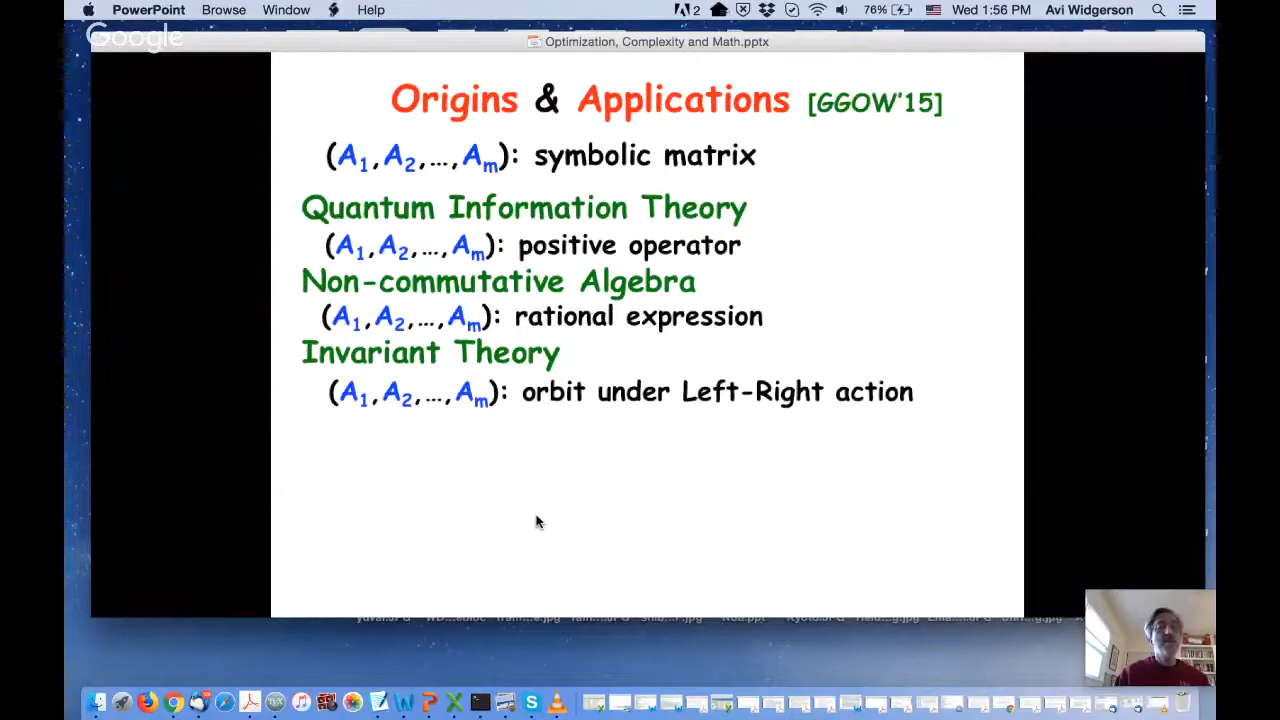 PowerPoint Browse Window Help 2 76% Wed 1:56 PM Avi Widgerson
Google
Optimization, Complexity and Math.pptx
Origins & Applications [GGOW'15]
(A1,A2,…,Am): symbolic matrix
Quantum Information Theory
(A1,A2,…,Am): positive operator
Non-commutative Algebra
(A1,A2,…,Am): rational expression
Invariant Theory
(A1,A2,…,Am): orbit under Left-Right action